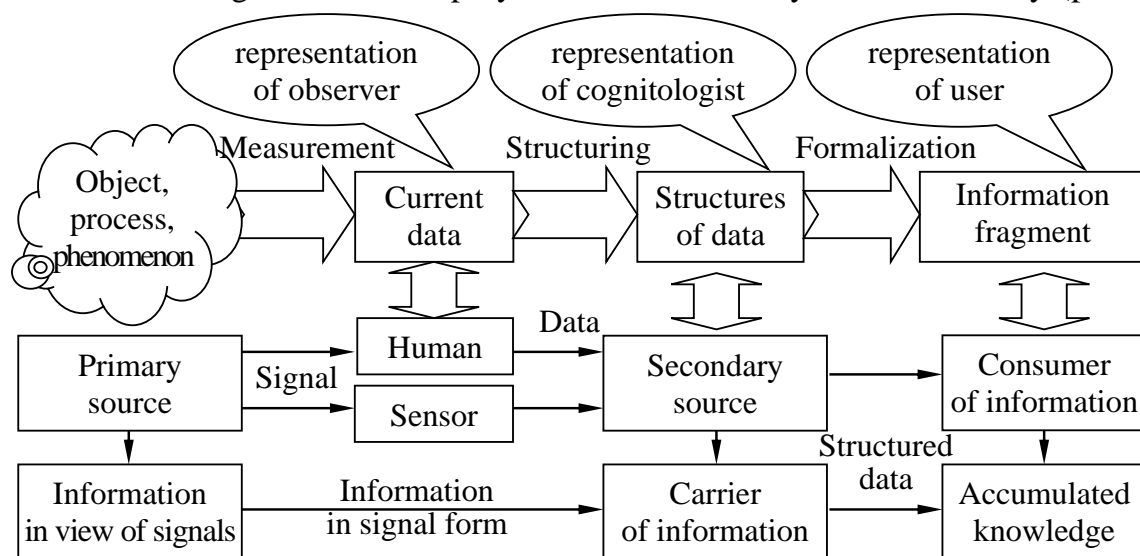 representation
of observer
representation
of cognitologist
representation
of user
Measurement
Structuring
Formalization
Object,
process,
phenomenon
Current
data
Structures
of data
Information
fragment
Primary
source
Signal
Human
Sensor
Data
Secondary
source
Consumer
of information
Information
in view of signals
Information
in signal form
Carrier
of information
Structured
data
Accumulated
knowledge